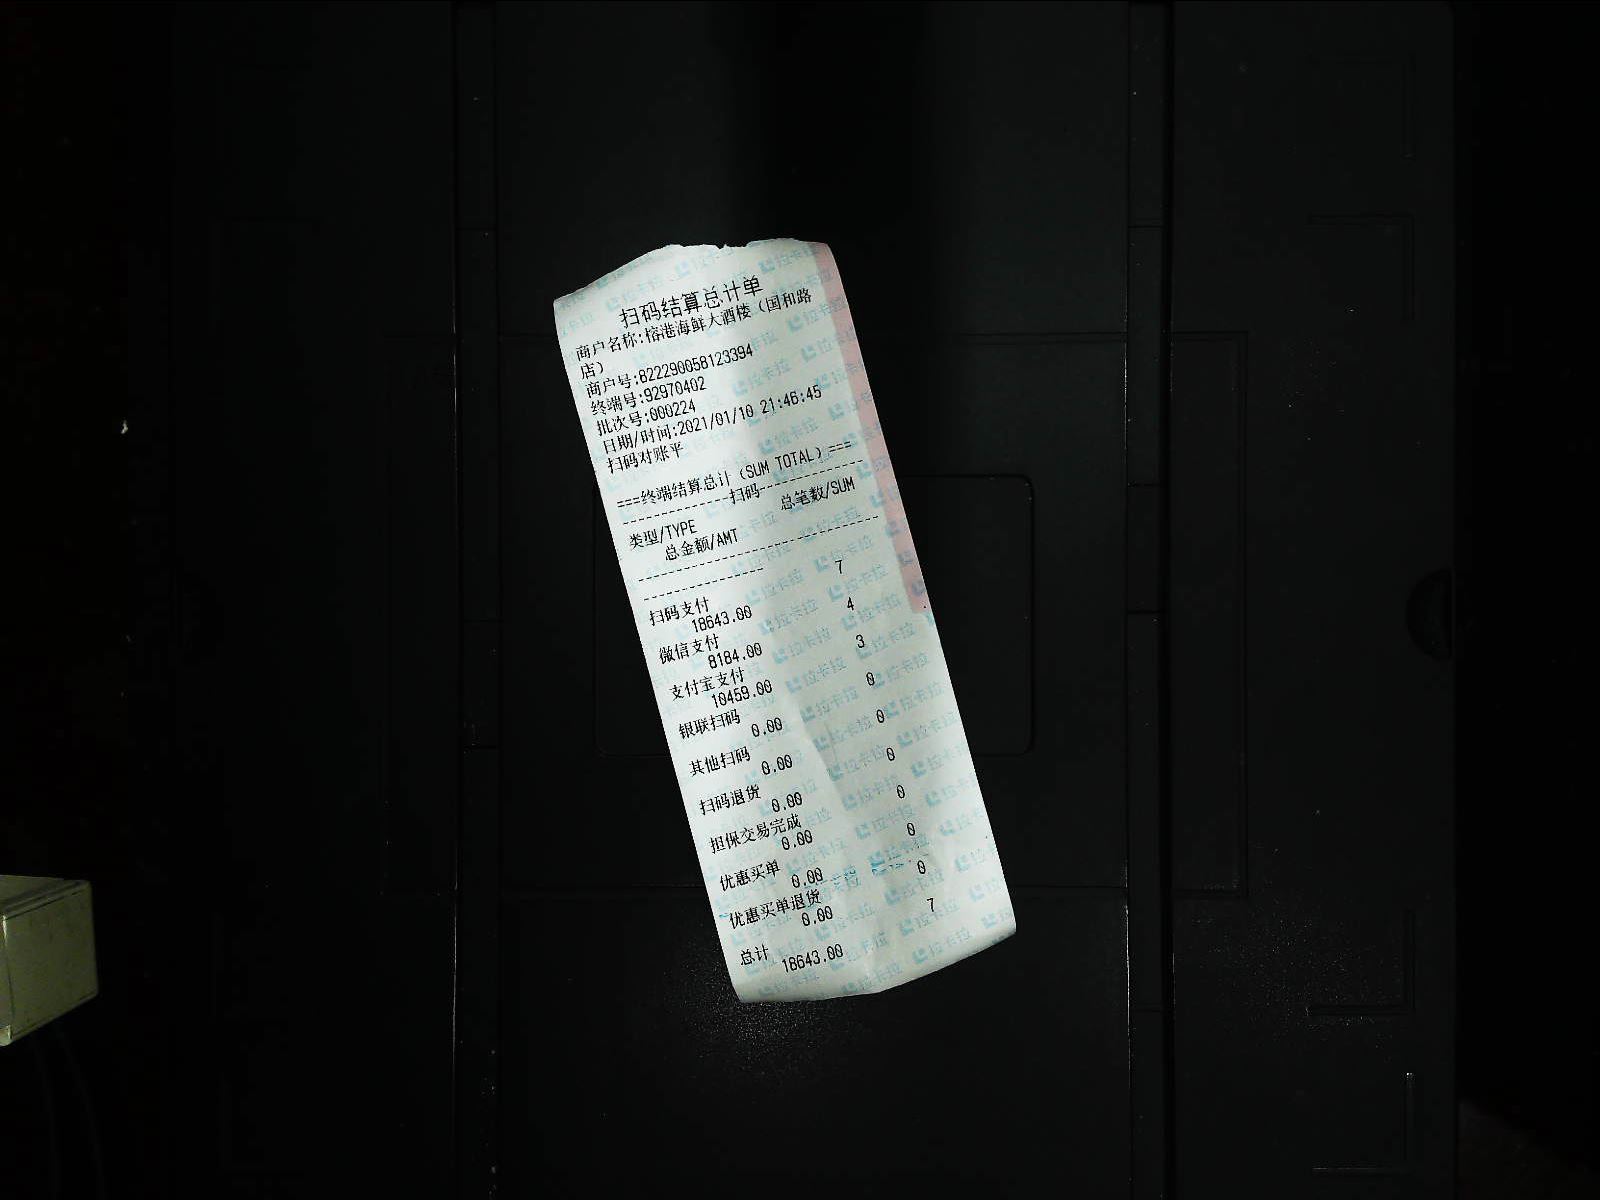 扫码结算总计单
商户名称:榕港海鲜大酒楼（国和路
店）
商户号:822290058123394
终端号:92970402
批次号:000224
日期/时间:2021/01/10 21:46:45
扫码对账平
===终端结算总计（SUM TOTAL）===
----------------扫码----------------
类型/TYPE 总笔数/SUM
总金额/AMT
扫码支付 7
18643.00
微信支付 4
8184.00
支付宝支付 3
10459.00
银联扫码 0
0.00
其他扫码 0
0.00
扫码退货 0
0.00
担保交易完成 0
0.00
优惠买单 0
0.00
优惠买单退货 0
0.00
总计 7
18643.00